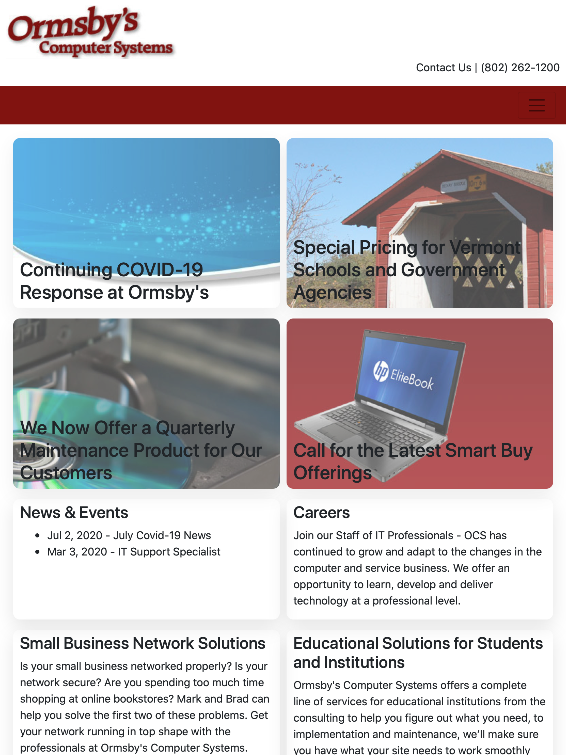 Ormsby's
Computer Systems
Contact Us | (802) 262-1200
Continuing COVID-19
Response at Ormsby's
Special Pricing for Vermont
Schools and Government
Agencies
We Now Offer a Quarterly
Maintenance Product for Our
Customers
hp EliteBook
Call for the Latest Smart Buy
Offerings
News & Events
Jul 2, 2020 - July Covid-19 News
Mar 3, 2020 - IT Support Specialist
Careers
Join our Staff of IT Professionals - OCS has
continued to grow and adapt to the changes in the
computer and service business. We offer an
opportunity to learn, develop and deliver
technology at a professional level.
Small Business Network Solutions
Is your small business networked properly? Is your
network secure? Are you spending too much time
shopping at online bookstores? Mark and Brad can
help you solve the first two of these problems. Get
your network running in top shape with the
professionals at Ormsby's Computer Systems.
Educational Solutions for Students
and Institutions
Ormsby's Computer Systems offers a complete
line of services for educational institutions from the
consulting to help you figure out what you need, to
implementation and maintenance, we'll make sure
you have what your site needs to work smoothly